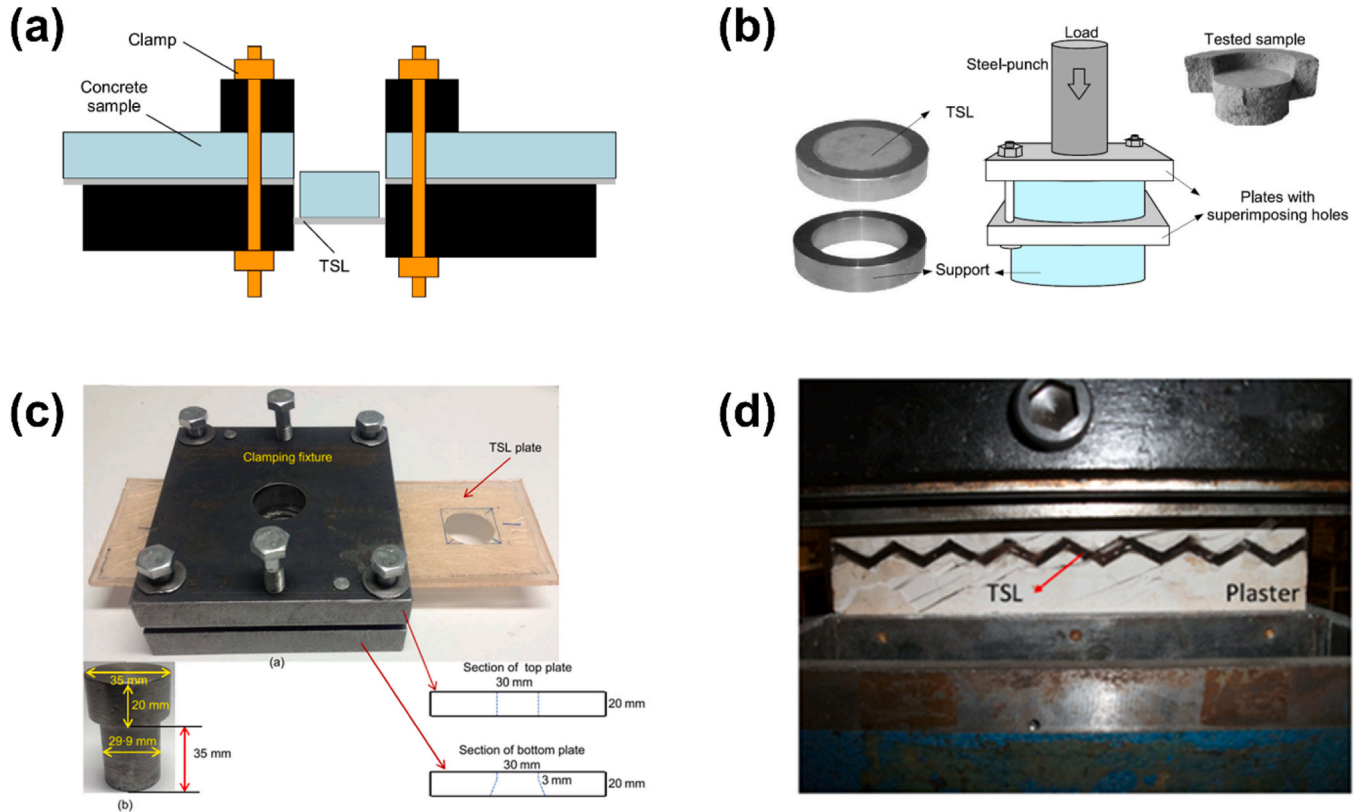 (a)
Clamp
Concrete
sample
TSL
(b)
Load
Steel-punch
Tested sample
TSL
Plates with
superimposing holes
Support
(c)
Clamping fixture
TSL plate
(a)
35 mm
20 mm
29·9 mm
35 mm
(b)
Section of top plate
30 mm
20 mm
Section of bottom plate
30 mm
3 mm
20 mm
(d)
TSL
Plaster